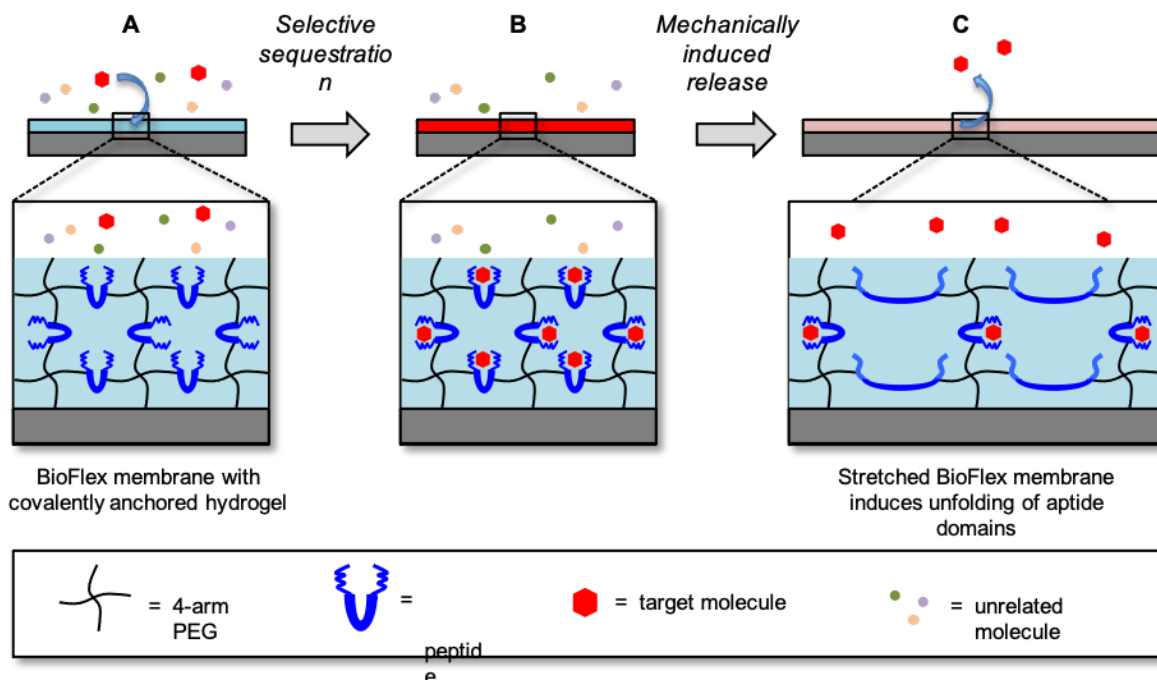 A
Selective
sequestratio
n
B
Mechanically
induced
release
C
BioFlex membrane with
covalently anchored hydrogel
Stretched BioFlex membrane
induces unfolding of aptide
domains
= 4-arm
PEG
=
peptid
e
= target molecule
= unrelated
molecule